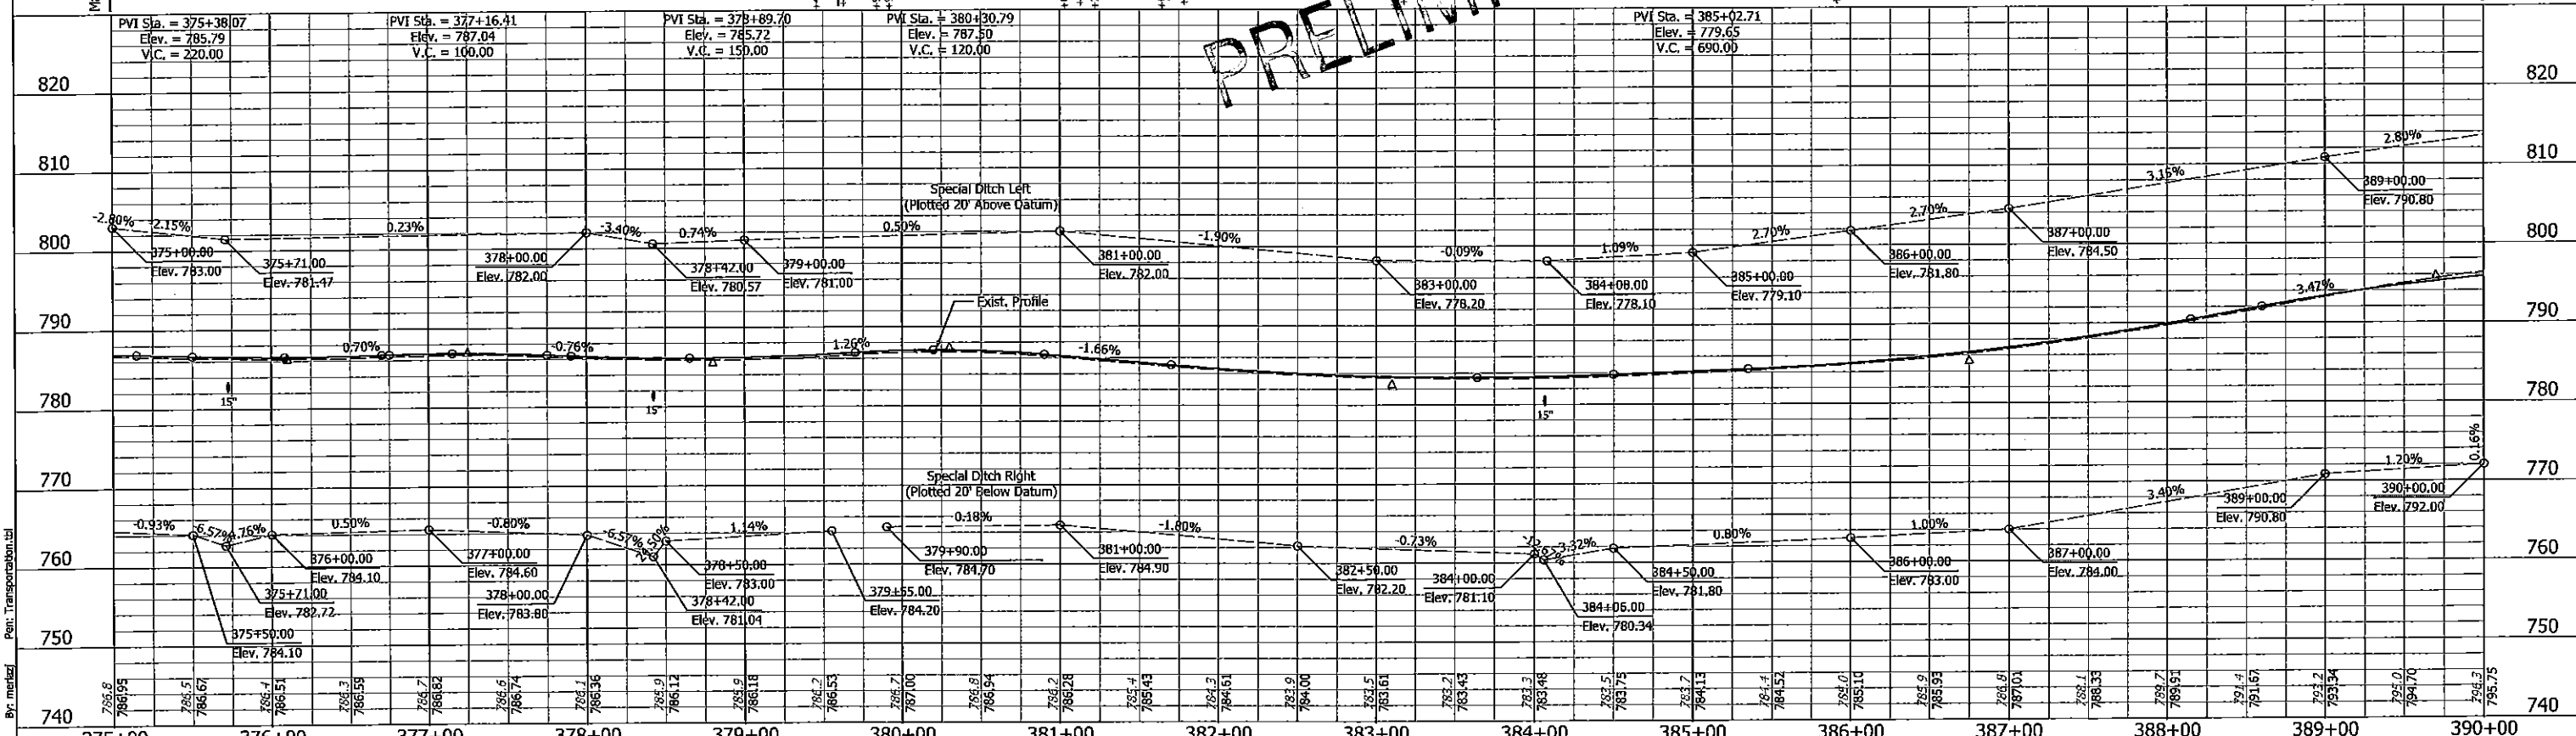 PVI Sta. = 375+38.07
Elev. = 785.79
V.C. = 220.00
PVI Sta. = 377+16.41
Elev. = 787.04
V.C. = 100.00
PVI Sta. = 378+89.70
Elev. = 785.72
V.C. = 150.00
PVI Sta. = 380+30.79
Elev. = 787.50
V.C. = 120.00
PVI Sta. = 385+02.71
Elev. = 779.65
V.C. = 690.00
820 820
810 810
800 800
790 790
780 780
770 770
760 760
750 750
740 740
Special Ditch Left
(Plotted 20' Above Datum)
-2.80% -2.15% 0.23% -3.40% 0.74% 0.50% -1.90% -0.09% 1.09% 2.70% 2.70% 3.15% 2.80%
375+00.00
Elev. 783.00
375+71.00
Elev. 781.47
378+00.00
Elev. 782.00
378+42.00
Elev. 780.57
379+00.00
Elev. 781.00
381+00.00
Elev. 782.00
383+00.00
Elev. 778.20
384+08.00
Elev. 778.10
385+00.00
Elev. 779.10
386+00.00
Elev. 781.80
387+00.00
Elev. 784.50
389+00.00
Elev. 790.80
Exist. Profile
0.70% -0.76% 1.26% -1.66% 3.47%
15" 15" 15"
Special Ditch Right
(Plotted 20' Below Datum)
-0.93% -6.57% 4.76% 0.50% -0.80% -6.57% 24.50% 1.14% 0.18% -1.80% -0.73% -12.67% 3.32% 0.80% 1.00% 3.40% 1.20% 0.16%
375+50.00
Elev. 784.10
375+71.00
Elev. 782.72
376+00.00
Elev. 784.10
377+00.00
Elev. 784.60
378+00.00
Elev. 783.80
378+42.00
Elev. 781.04
378+50.00
Elev. 783.00
379+55.00
Elev. 784.20
379+90.00
Elev. 784.70
381+00.00
Elev. 784.90
382+50.00
Elev. 782.20
384+00.00
Elev. 781.10
384+06.00
Elev. 780.34
384+50.00
Elev. 781.80
386+00.00
Elev. 783.00
387+00.00
Elev. 784.00
389+00.00
Elev. 790.80
390+00.00
Elev. 792.00
786.8 786.5 786.4 786.3 786.7 786.6 786.1 785.9 785.9 786.2 786.7 786.8 786.2 785.4 784.3 783.9 783.5 783.2 783.3 783.5 783.7 784.4 785.0 785.9 786.8 788.1 789.7 791.4 793.2 795.0 796.3
786.95 786.67 786.51 786.59 786.82 786.74 786.36 786.12 786.18 786.53 787.00 786.94 786.28 785.43 784.61 784.00 783.61 783.43 783.48 783.75 784.13 784.52 785.10 785.93 787.01 788.33 789.91 791.67 793.34 794.70 795.75
375+00 376+00 377+00 378+00 379+00 380+00 381+00 382+00 383+00 384+00 385+00 386+00 387+00 388+00 389+00 390+00
By: merkzj
Pen: Transportation.tbl